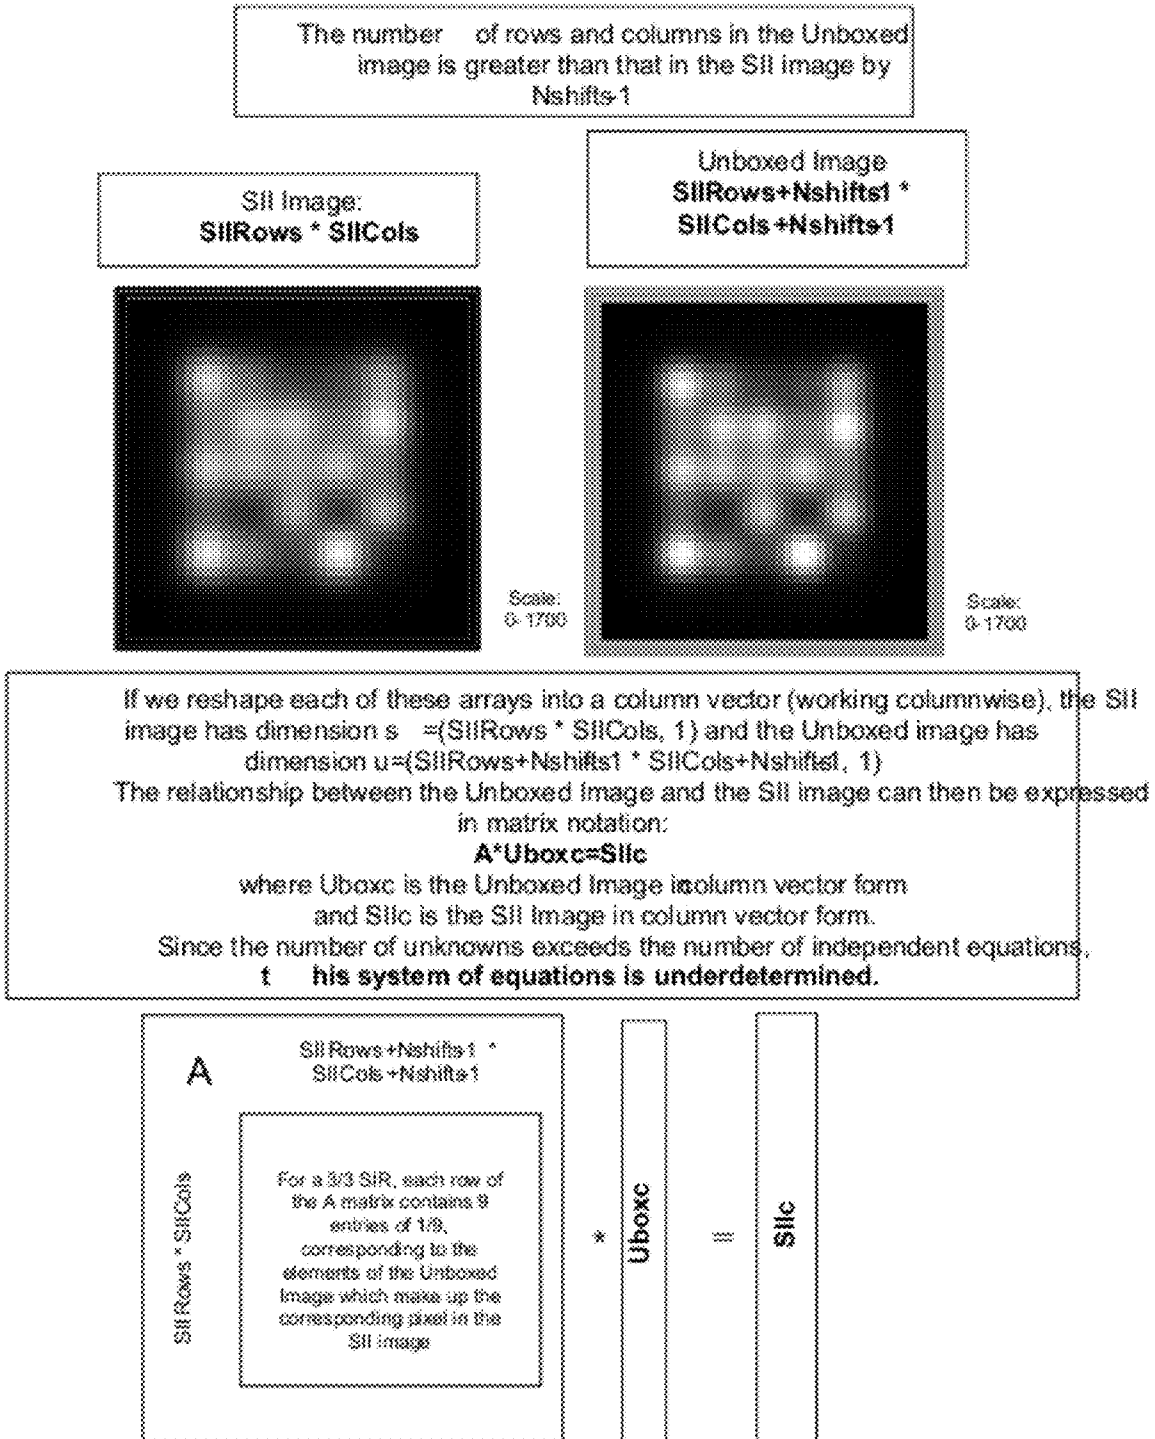 The number of rows and columns in the Unboxed
image is greater than that in the SII image by
Nshifts-1
SII Image:
SIIRows * SIICols
Unboxed Image
SIIRows+Nshifts1 *
SIICols+Nshifts-1
Scale:
0-1700
Scale:
0-1700
If we reshape each of these arrays into a column vector (working columnwise), the SII
image has dimension s =(SIIRows * SIICols, 1) and the Unboxed image has
dimension u=(SIIRows+Nshifts1 * SIICols+Nshifts1, 1)
The relationship between the Unboxed Image and the SII image can then be expressed
in matrix notation:
A*Uboxc=SIIc
where Uboxc is the Unboxed Image in column vector form
and SIIc is the SII Image in column vector form.
Since the number of unknowns exceeds the number of independent equations,
t his system of equations is underdetermined.
A
SIIRows+Nshifts-1 *
SIICols+Nshifts-1
SIIRows * SIICols
For a 3/3 SIR, each row of
the A matrix contains 9
entries of 1/9,
corresponding to the
elements of the Unboxed
Image which make up the
corresponding pixel in the
SII image
*
Uboxc
=
SIIc